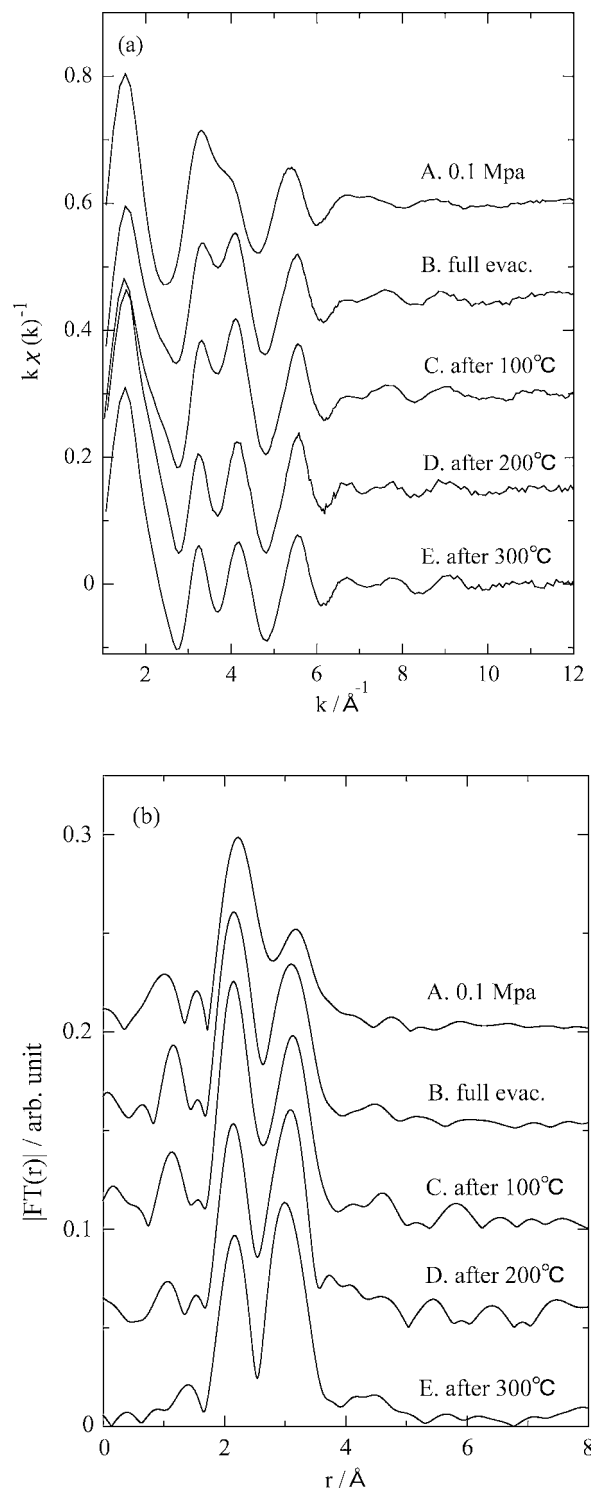 (a)
0.8
0.6
0.4
0.2
0
k χ (k)⁻¹
A. 0.1 Mpa
B. full evac.
C. after 100℃
D. after 200℃
E. after 300℃
2 4 6 8 10 12
k / Å⁻¹
(b)
0.3
0.2
0.1
0
|FT(r)| / arb. unit
A. 0.1 Mpa
B. full evac.
C. after 100℃
D. after 200℃
E. after 300℃
0 2 4 6 8
r / Å